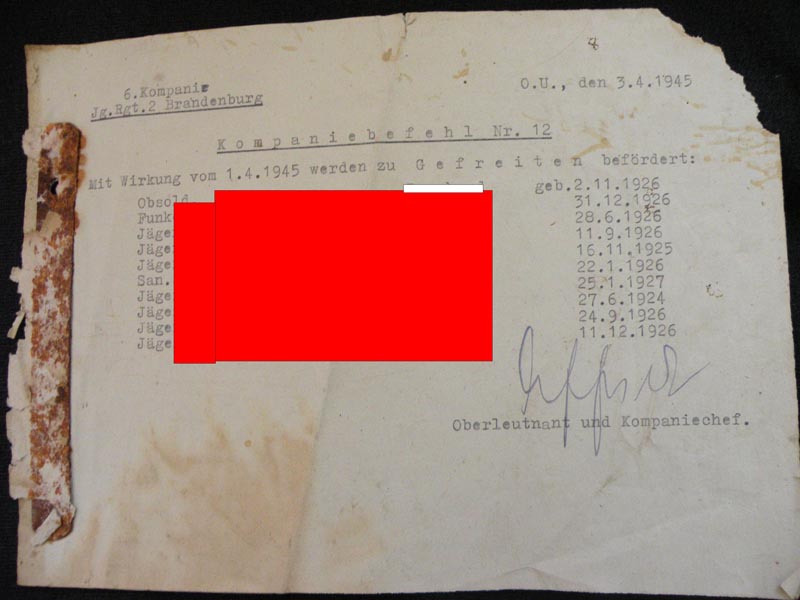 6.Kompanie
Jg.Rgt.2 Brandenburg
O.U., den 3.4.1945
Kompaniebefehl Nr. 12
Mit Wirkung vom 1.4.1945 werden zu Gefreiten befördert:
Obsold geb.2.11.1926
Funk 31.12.1926
Jäge 28.6.1926
Jäge 11.9.1926
Jäge 16.11.1925
San. 22.1.1926
Jäge 25.1.1927
Jäge 27.6.1924
Jäge 24.9.1926
Jäge 11.12.1926
Oberleutnant und Kompaniechef.